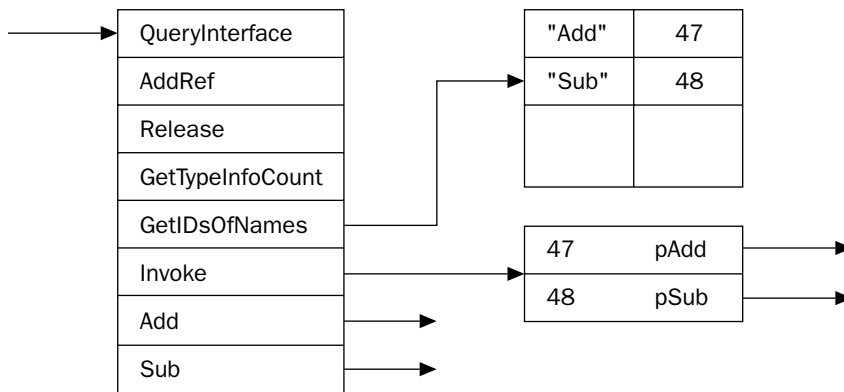 QueryInterface
AddRef
Release
GetTypeInfoCount
GetIDsOfNames
Invoke
Add
Sub
"Add" 47
"Sub" 48
47 pAdd
48 pSub